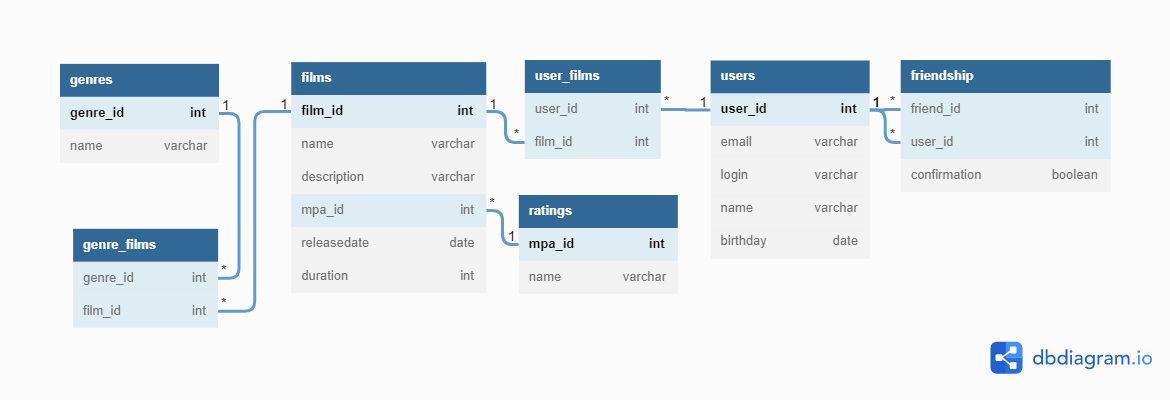 genres
genre_id int
name varchar
1
*
genre_films
genre_id int
film_id int
*
1
films
film_id int
name varchar
description varchar
mpa_id int
releasedate date
duration int
1
*
*
1
user_films
user_id int
film_id int
*
1
ratings
mpa_id int
name varchar
users
user_id int
email varchar
login varchar
name varchar
birthday date
1
*
*
friendship
friend_id int
user_id int
confirmation boolean
dbdiagram.io